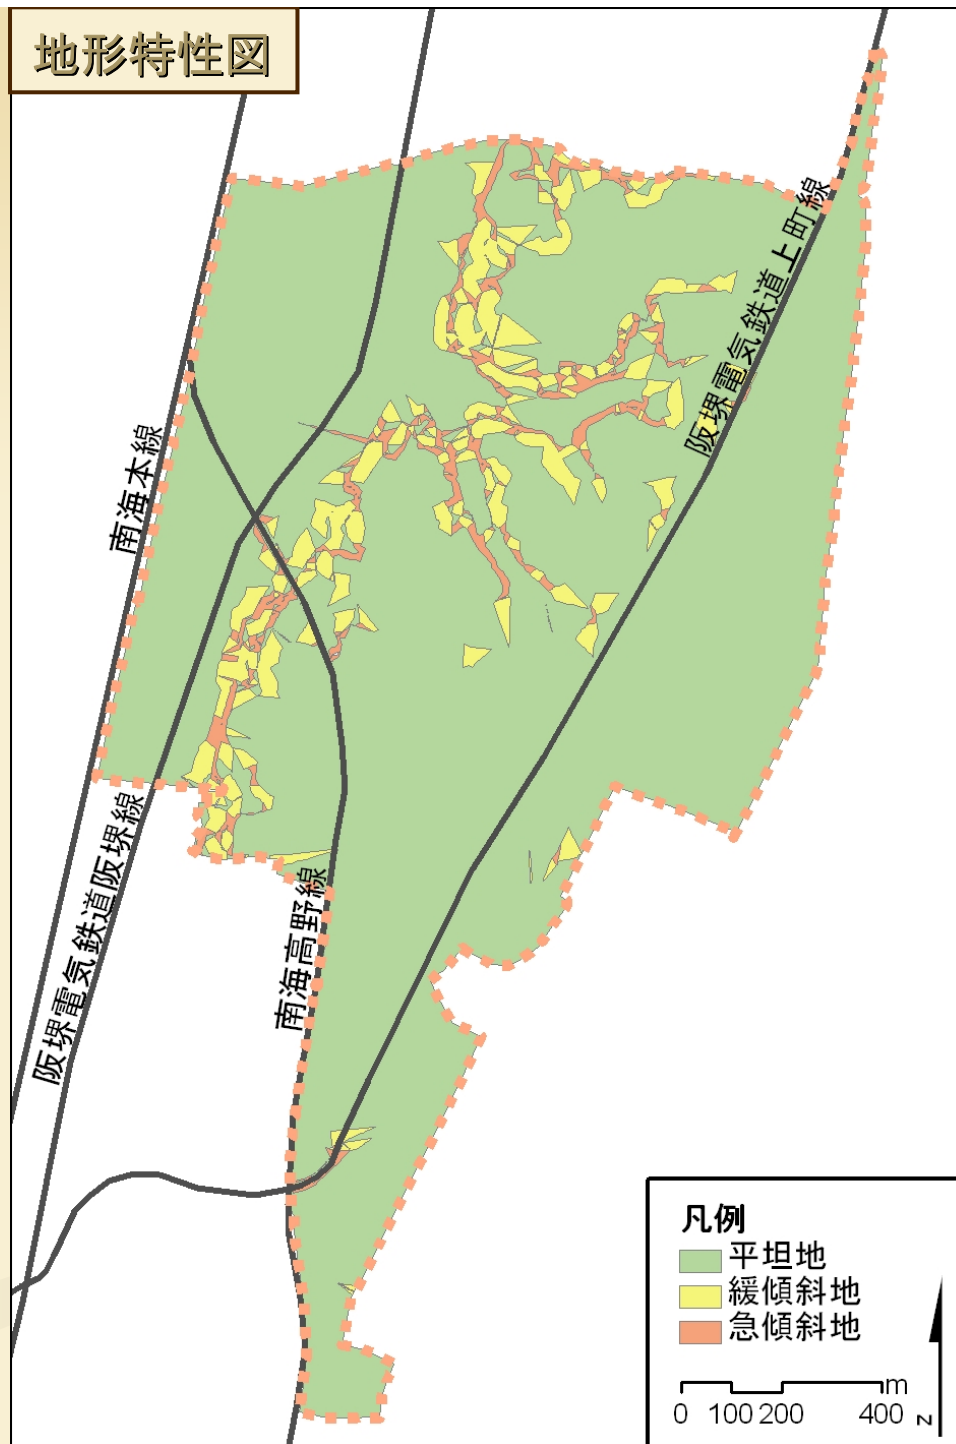 地形特性図
阪堺電気鉄道上町線
南海本線
阪堺電気鉄道阪堺線
南海高野線
凡例
平坦地
緩傾斜地
急傾斜地
m
0 100 200 400
N